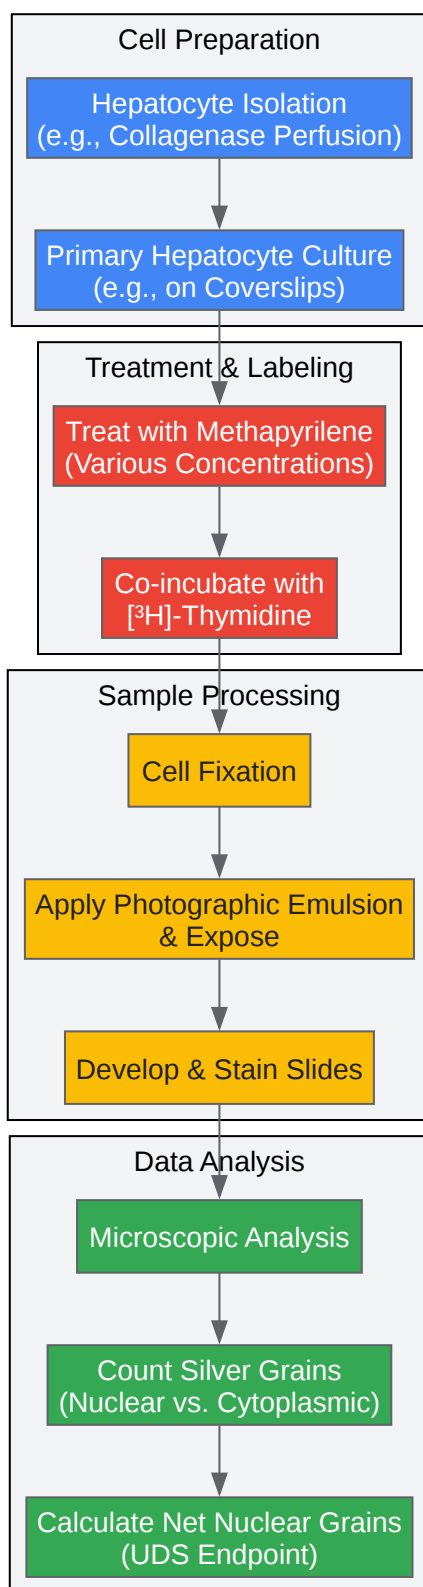 Cell Preparation
Hepatocyte Isolation
(e.g., Collagenase Perfusion)
Primary Hepatocyte Culture
(e.g., on Coverslips)
Treatment & Labeling
Treat with Methapyrilene
(Various Concentrations)
Co-incubate with
[³H]-Thymidine
Sample Processing
Cell Fixation
Apply Photographic Emulsion
& Expose
Develop & Stain Slides
Data Analysis
Microscopic Analysis
Count Silver Grains
(Nuclear vs. Cytoplasmic)
Calculate Net Nuclear Grains
(UDS Endpoint)